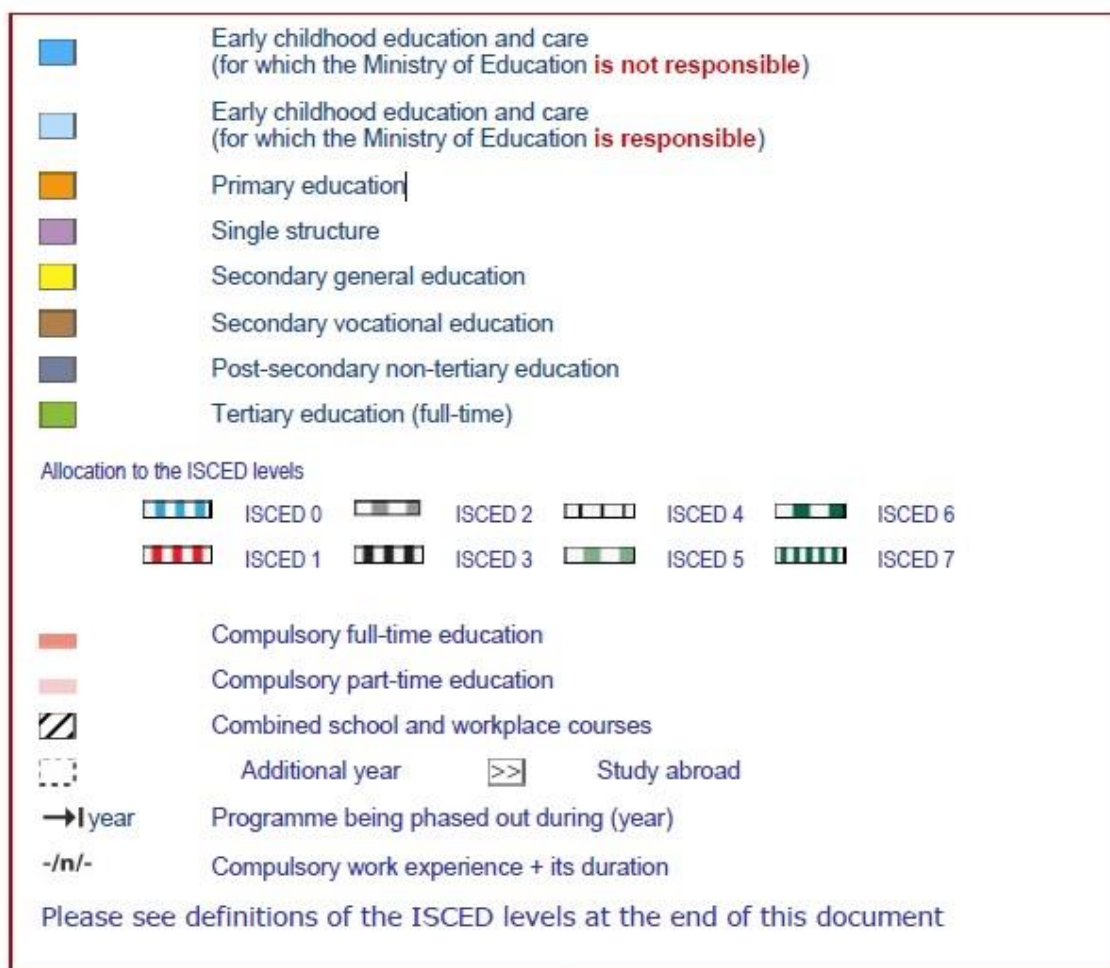 Early childhood education and care
(for which the Ministry of Education is not responsible)
Early childhood education and care
(for which the Ministry of Education is responsible)
Primary education
Single structure
Secondary general education
Secondary vocational education
Post-secondary non-tertiary education
Tertiary education (full-time)
Allocation to the ISCED levels
ISCED 0 ISCED 2 ISCED 4 ISCED 6
ISCED 1 ISCED 3 ISCED 5 ISCED 7
Compulsory full-time education
Compulsory part-time education
Combined school and workplace courses
Additional year >> Study abroad
year Programme being phased out during (year)
-/n/- Compulsory work experience + its duration
Please see definitions of the ISCED levels at the end of this document